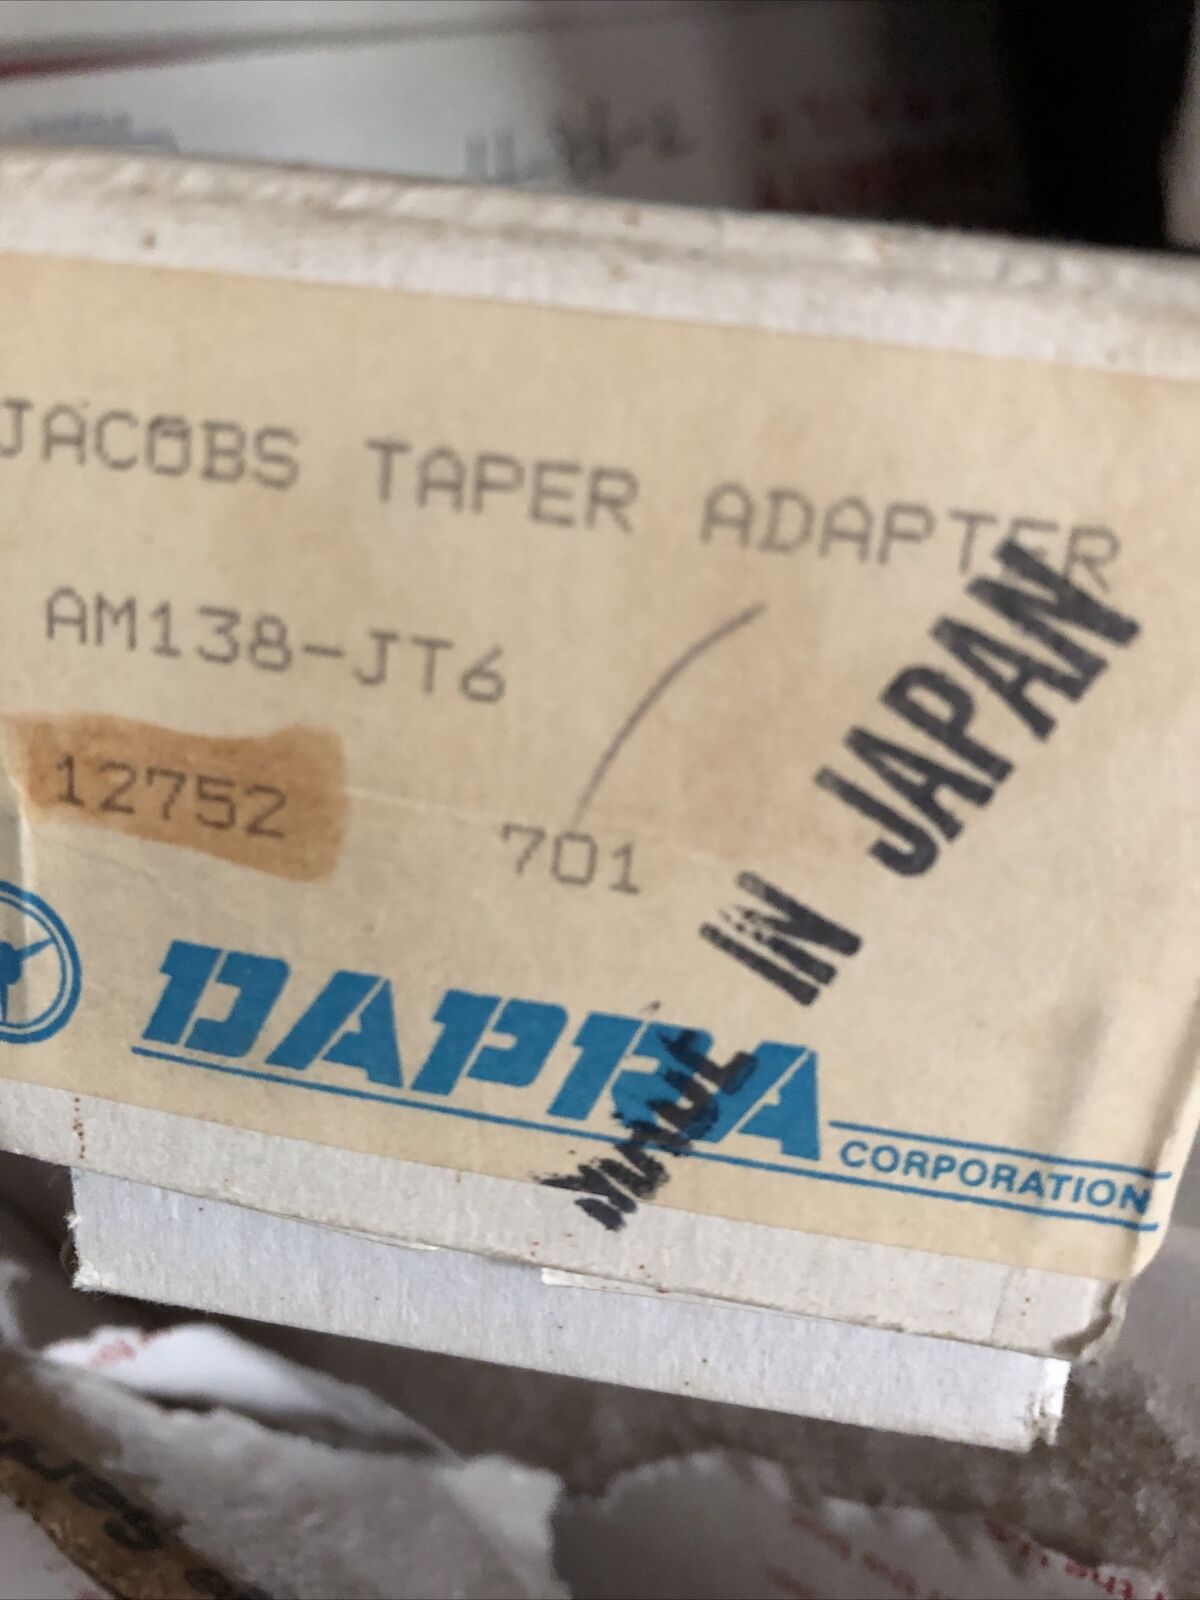 JACOBS TAPER ADAPTER
AM138-JT6
12752 701
MADE IN JAPAN
DAPRA CORPORATION